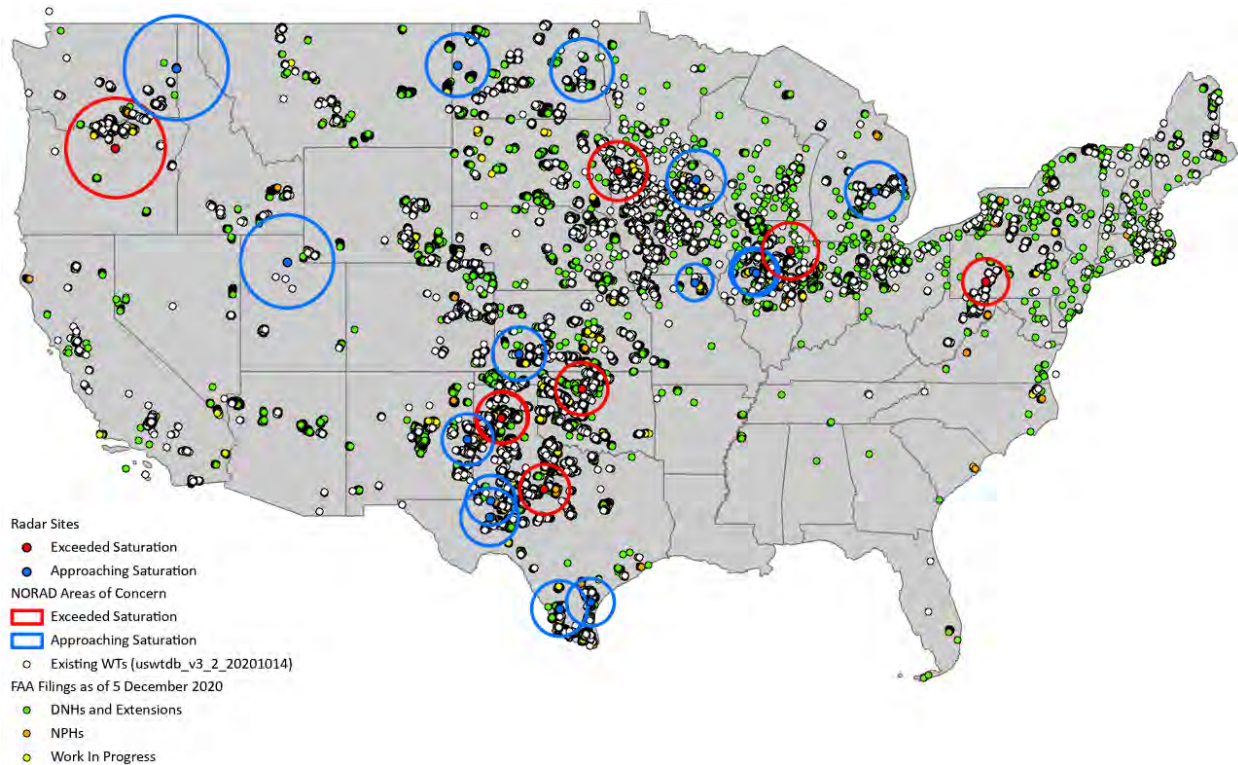 Radar Sites
Exceeded Saturation
Approaching Saturation
NORAD Areas of Concern
Exceeded Saturation
Approaching Saturation
Existing WTs (uswtdb_v3_2_20201014)
FAA Filings as of 5 December 2020
DNHs and Extensions
NPHs
Work In Progress